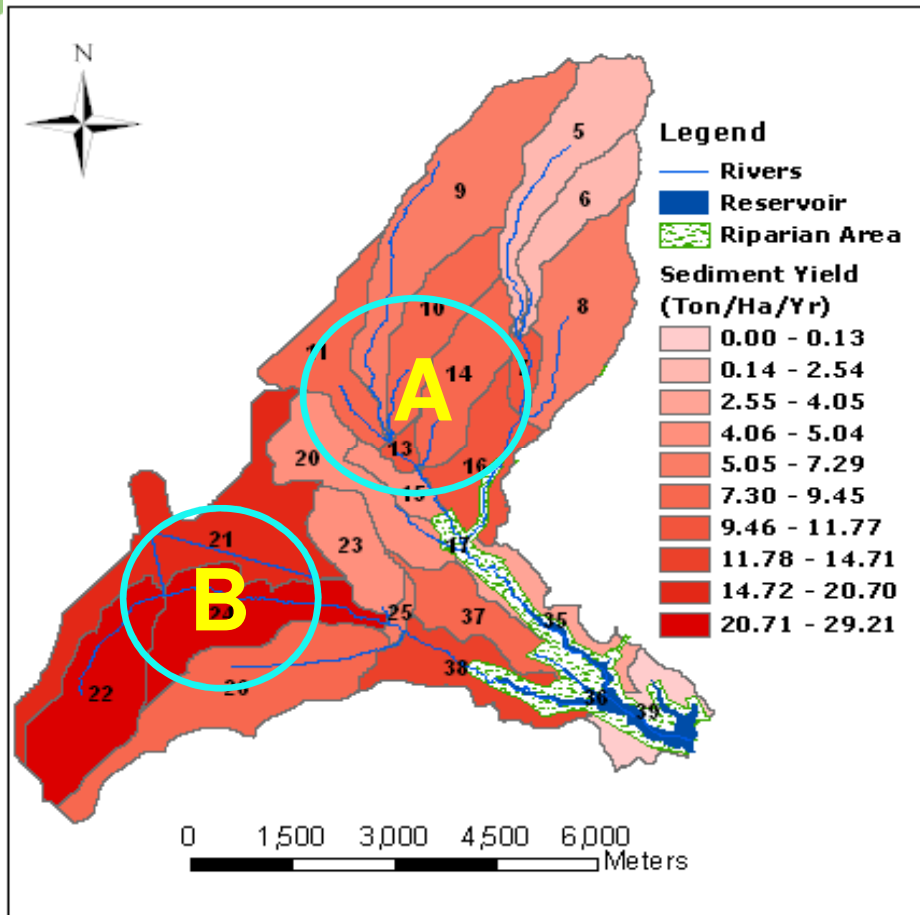 N
Legend
Rivers
Reservoir
Riparian Area
Sediment Yield
(Ton/Ha/Yr)
0.00 - 0.13
0.14 - 2.54
2.55 - 4.05
4.06 - 5.04
5.05 - 7.29
7.30 - 9.45
9.46 - 11.77
11.78 - 14.71
14.72 - 20.70
20.71 - 29.21
5
9
6
10
8
11
14
A
13
20
16
15
21
23
17
B
25
37
35
38
22
36
39
0 1,500 3,000 4,500 6,000
Meters